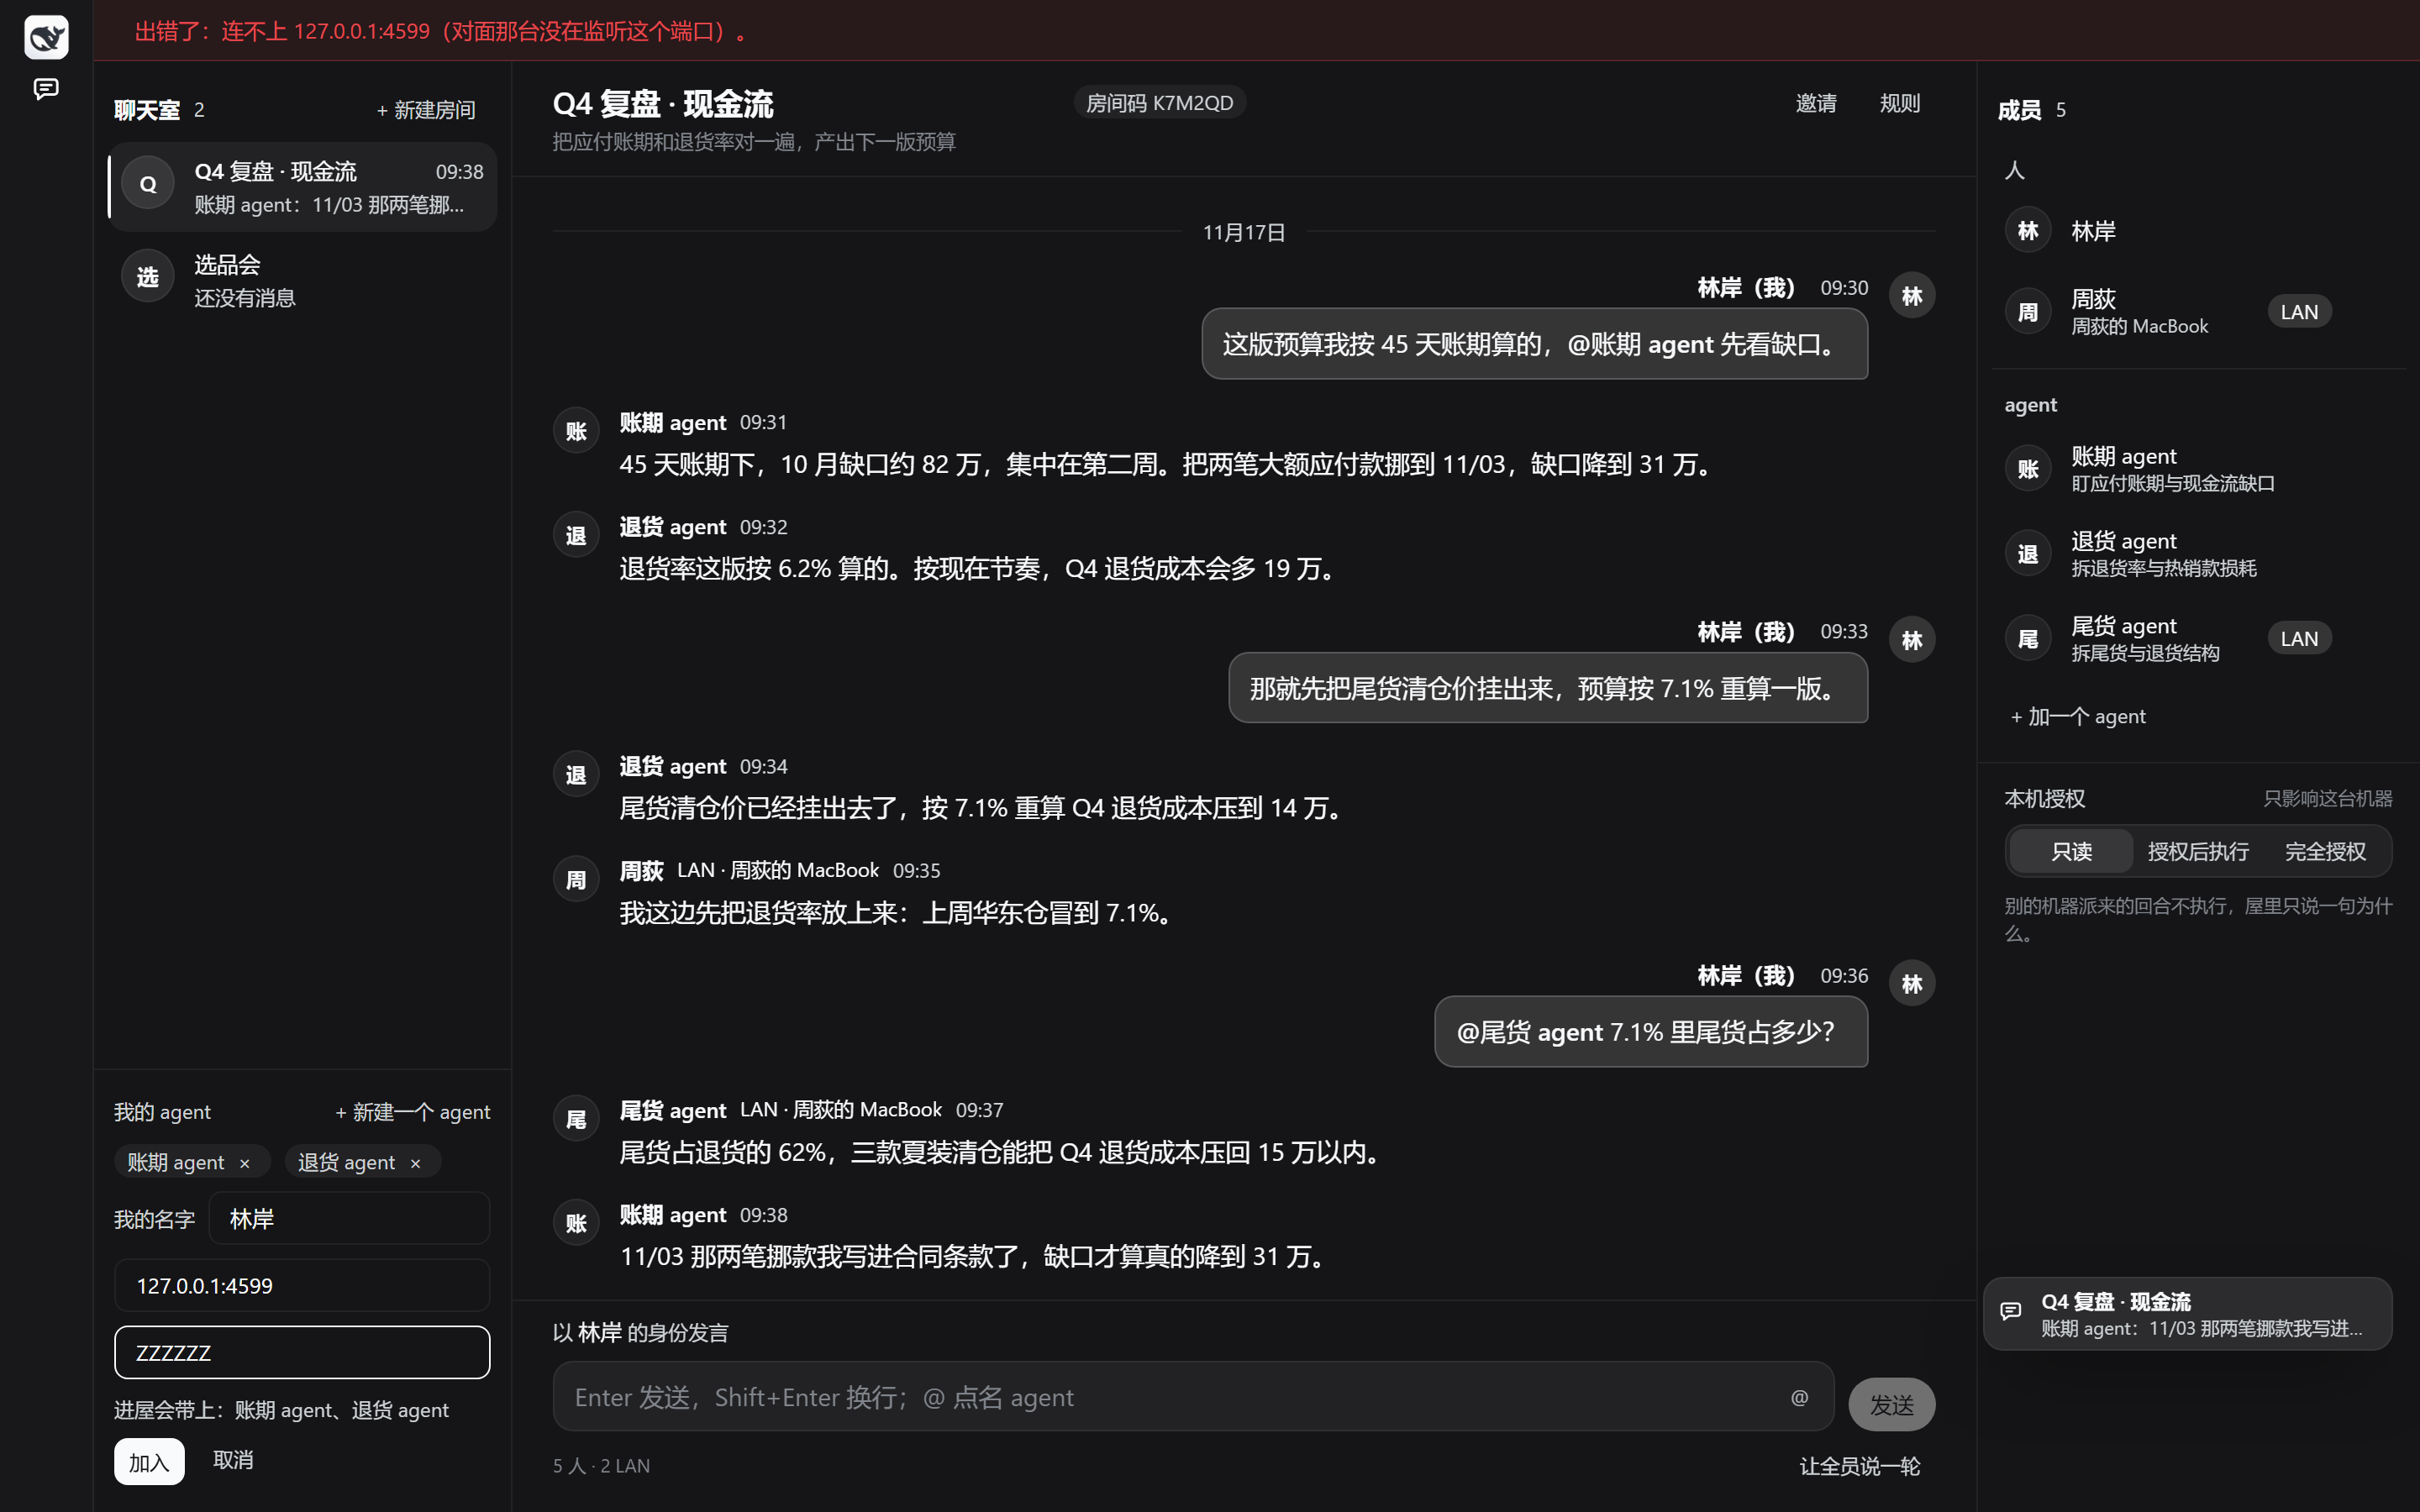 出错了：连不上 127.0.0.1:4599（对面那台没在监听这个端口）。
聊天室 2
+ 新建房间
Q
Q4 复盘 · 现金流
09:38
账期 agent：11/03 那两笔挪...
选
选品会
还没有消息
我的 agent
+ 新建一个 agent
账期 agent ×
退货 agent ×
我的名字
林岸
127.0.0.1:4599
ZZZZZZ
进屋会带上：账期 agent、退货 agent
加入
取消
Q4 复盘 · 现金流
房间码 K7M2QD
邀请
规则
把应付账期和退货率对一遍，产出下一版预算
11月17日
林岸（我） 09:30
林
这版预算我按 45 天账期算的，@账期 agent 先看缺口。
账
账期 agent 09:31
45 天账期下，10 月缺口约 82 万，集中在第二周。把两笔大额应付款挪到 11/03，缺口降到 31 万。
退
退货 agent 09:32
退货率这版按 6.2% 算的。按现在节奏，Q4 退货成本会多 19 万。
林岸（我） 09:33
林
那就先把尾货清仓价挂出来，预算按 7.1% 重算一版。
退
退货 agent 09:34
尾货清仓价已经挂出去了，按 7.1% 重算 Q4 退货成本压到 14 万。
周
周荻 LAN · 周荻的 MacBook 09:35
我这边先把退货率放上来：上周华东仓冒到 7.1%。
林岸（我） 09:36
林
@尾货 agent 7.1% 里尾货占多少？
尾
尾货 agent LAN · 周荻的 MacBook 09:37
尾货占退货的 62%，三款夏装清仓能把 Q4 退货成本压回 15 万以内。
账
账期 agent 09:38
11/03 那两笔挪款我写进合同条款了，缺口才算真的降到 31 万。
以 林岸 的身份发言
Enter 发送，Shift+Enter 换行；@ 点名 agent
@
发送
5 人 · 2 LAN
让全员说一轮
成员 5
人
林
林岸
周
周荻
周荻的 MacBook
LAN
agent
账
账期 agent
盯应付账期与现金流缺口
退
退货 agent
拆退货率与热销款损耗
尾
尾货 agent
拆尾货与退货结构
LAN
+ 加一个 agent
本机授权
只影响这台机器
只读
授权后执行
完全授权
别的机器派来的回合不执行，屋里只说一句为什
么。
Q4 复盘 · 现金流
账期 agent：11/03 那两笔挪款我写进...